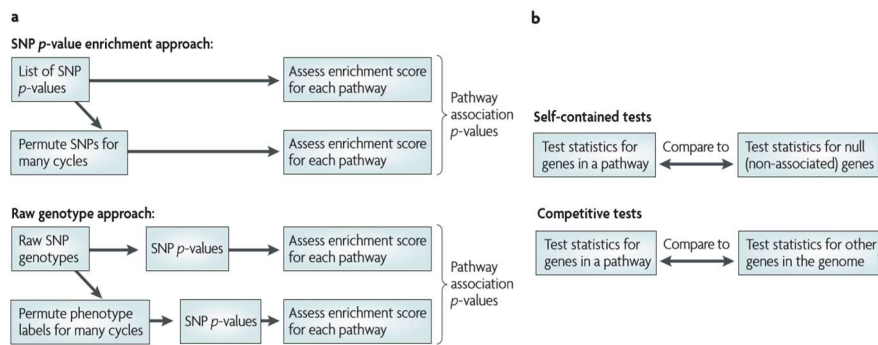 a
SNP p-value enrichment approach:
List of SNP
p-values
Assess enrichment score
for each pathway
Permute SNPs for
many cycles
Assess enrichment score
for each pathway
Pathway
association
p-values
Raw genotype approach:
Raw SNP
genotypes
SNP p-values
Assess enrichment score
for each pathway
Permute phenotype
labels for many cycles
SNP p-values
Assess enrichment score
for each pathway
Pathway
association
p-values
b
Self-contained tests
Test statistics for
genes in a pathway
Compare to
Test statistics for null
(non-associated) genes
Competitive tests
Test statistics for
genes in a pathway
Compare to
Test statistics for other
genes in the genome